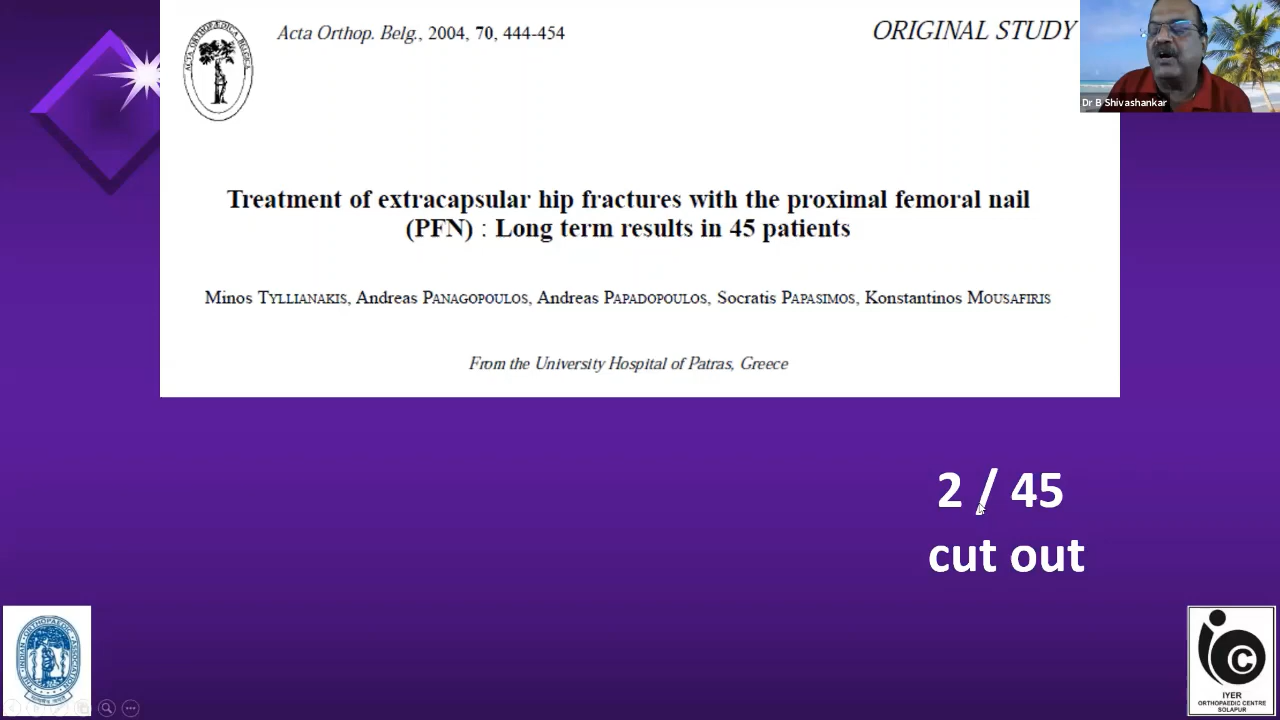 Acta Orthop. Belg., 2004, 70, 444-454
ORIGINAL STUDY
Dr B Shivashankar
Treatment of extracapsular hip fractures with the proximal femoral nail
(PFN) : Long term results in 45 patients
Minos TYLLIANAKIS, Andreas PANAGOPOULOS, Andreas PAPADOPOULOS, Socratis PAPASIMOS, Konstantinos MOUSAFIRIS
From the University Hospital of Patras, Greece
2 / 45
cut out
C
IYER
ORTHOPAEDIC CENTRE
SOLAPUR